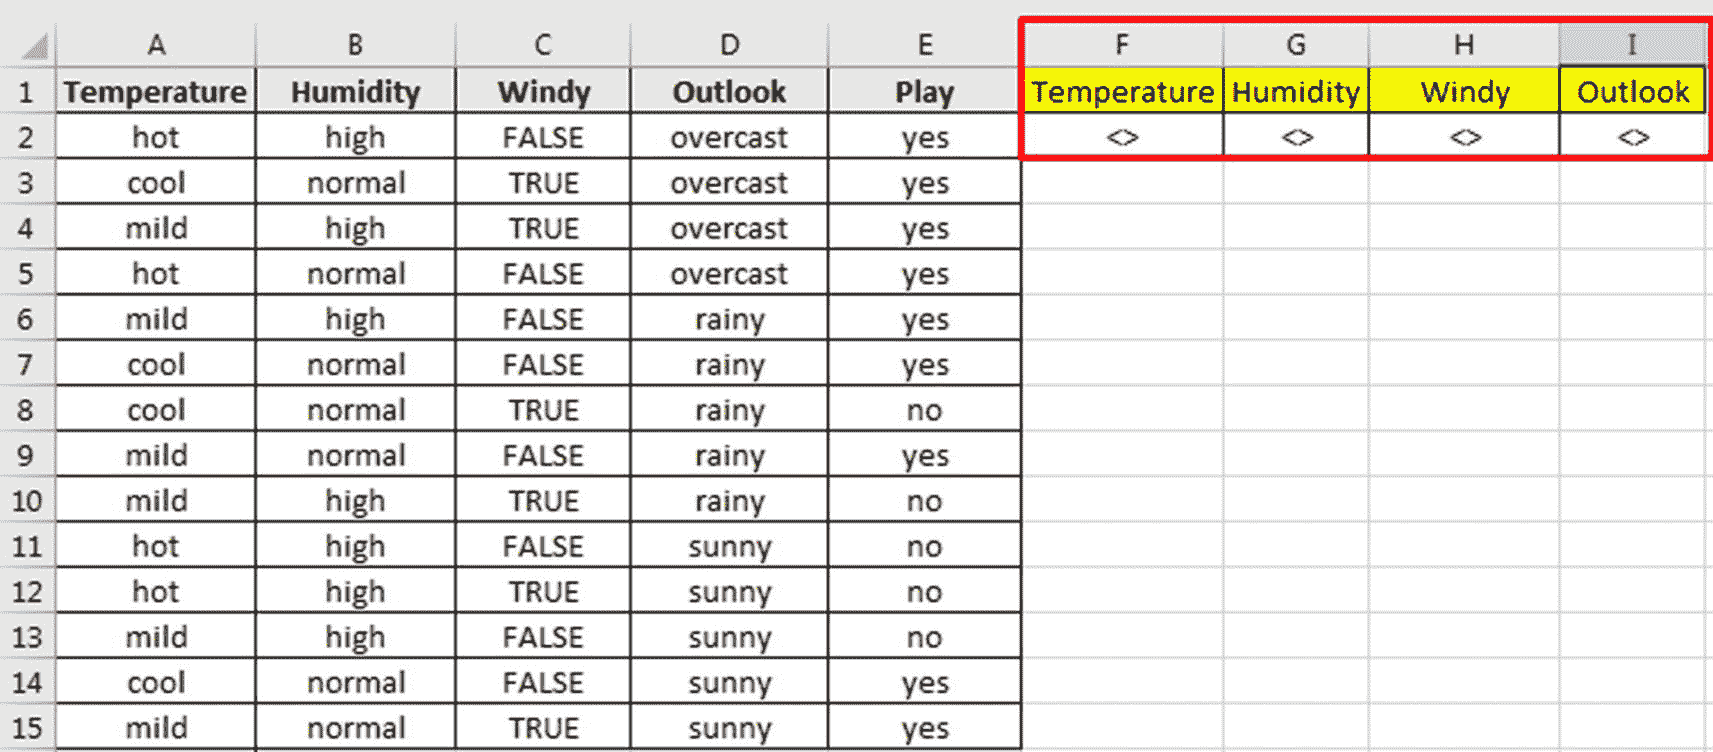 A B C D E F G H I
1 Temperature Humidity Windy Outlook Play Temperature Humidity Windy Outlook
2 hot high FALSE overcast yes <> <> <> <>
3 cool normal TRUE overcast yes
4 mild high TRUE overcast yes
5 hot normal FALSE overcast yes
6 mild high FALSE rainy yes
7 cool normal FALSE rainy yes
8 cool normal TRUE rainy no
9 mild normal FALSE rainy yes
10 mild high TRUE rainy no
11 hot high FALSE sunny no
12 hot high TRUE sunny no
13 mild high FALSE sunny no
14 cool normal FALSE sunny yes
15 mild normal TRUE sunny yes